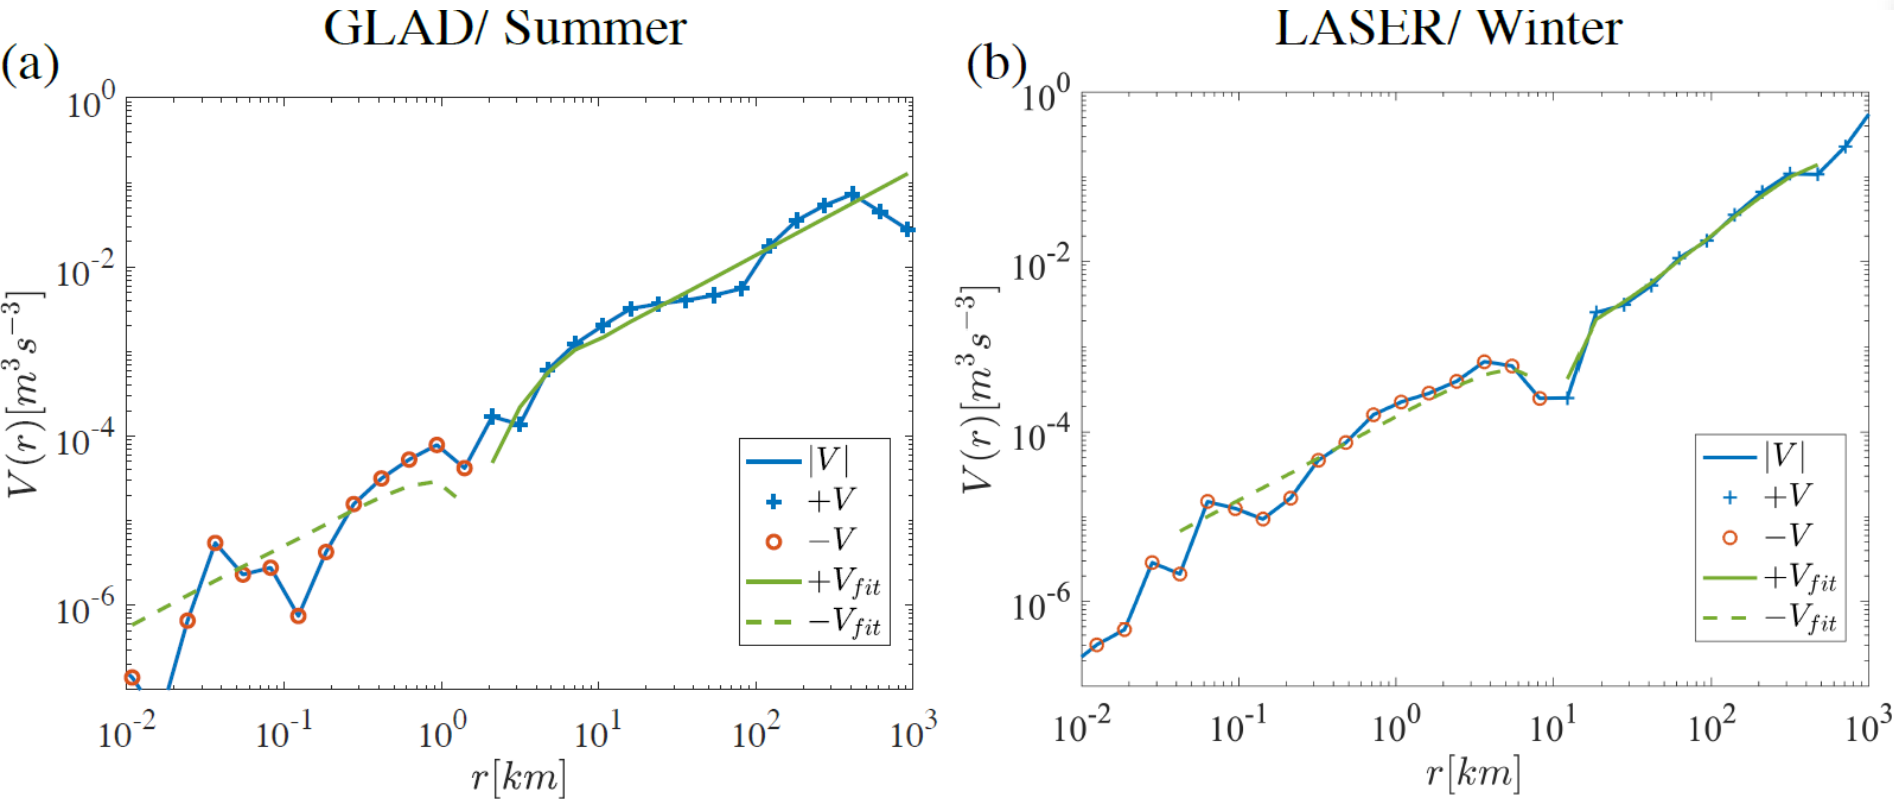 GLAD/ Summer
LASER/ Winter
(a)
(b)
10^0
10^-2
10^-4
10^-6
V(r)[m^3 s^-3]
|V|
+V
−V
+V_fit
−V_fit
10^-2 10^-1 10^0 10^1 10^2 10^3
r[km]
10^0
10^-2
10^-4
10^-6
V(r)[m^3 s^-3]
|V|
+V
−V
+V_fit
−V_fit
10^-2 10^-1 10^0 10^1 10^2 10^3
r[km]